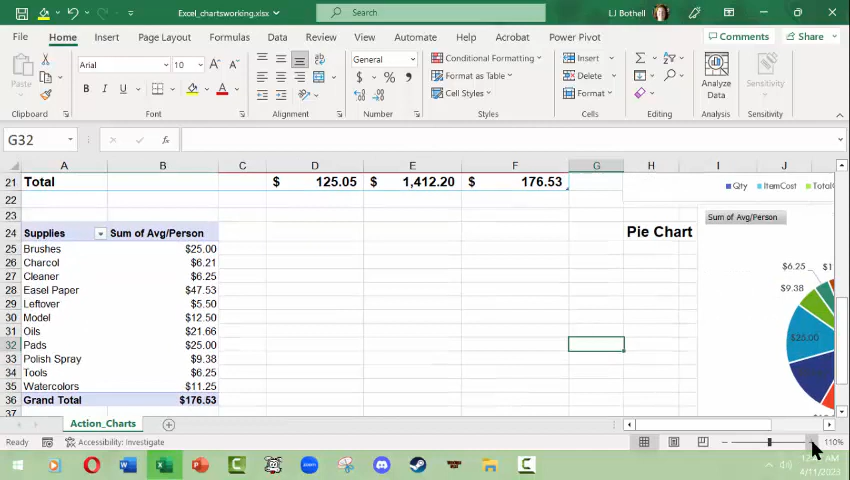 Excel_chartsworking.xlsx
Search
LJ Bothell
File Home Insert Page Layout Formulas Data Review View Automate Help Acrobat Power Pivot
Comments Share
Paste
Clipboard
Arial 10
B I U
Font
Alignment
General
$ % ,
Number
Conditional Formatting
Format as Table
Cell Styles
Styles
Insert
Delete
Format
Cells
Editing
Analyze
Data
Analysis
Sensitivity
Sensitivity
G32 fx
A B C D E F G H I J
21 Total $ 125.05 $ 1,412.20 $ 176.53 Qty ItemCost
22
23 Sum of Avg/Person
24 Supplies Sum of Avg/Person Pie Chart
25 Brushes $25.00
26 Charcol $6.21 $6.25
27 Cleaner $6.25
28 Easel Paper $47.53 $9.38
29 Leftover $5.50
30 Model $12.50
31 Oils $21.66 $25.00
32 Pads $25.00
33 Polish Spray $9.38
34 Tools $6.25
35 Watercolors $11.25
36 Grand Total $176.53
37
Action_Charts
Ready Accessibility: Investigate 110%
4/11/2023